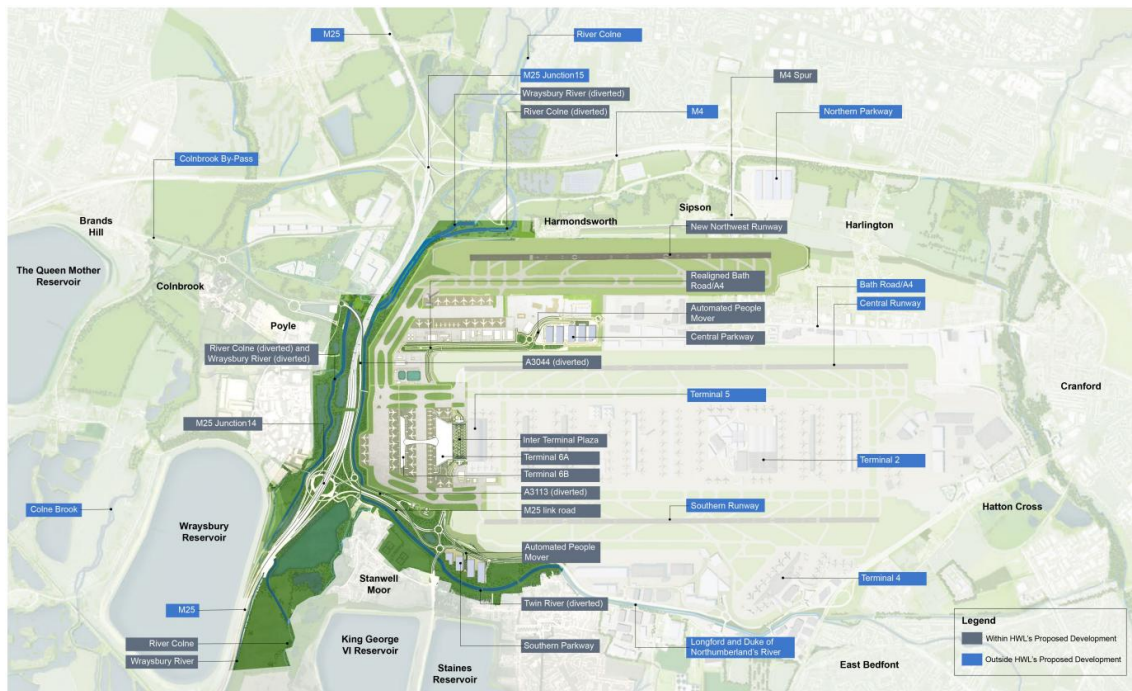 M25
River Colne
M25 Junction15
M4 Spur
Wraysbury River (diverted)
River Colne (diverted)
M4
Northern Parkway
Colnbrook By-Pass
Brands
Hill
Harmondsworth
Sipson
Harlington
New Northwest Runway
The Queen Mother
Reservoir
Colnbrook
Realigned Bath
Road/A4
Bath Road/A4
Central Runway
Automated People
Mover
Poyle
Central Parkway
River Colne (diverted) and
Wraysbury River (diverted)
A3044 (diverted)
Cranford
Terminal 5
M25 Junction14
Inter Terminal Plaza
Terminal 6A
Terminal 2
Terminal 6B
A3113 (diverted)
Colne Brook
M25 link road
Southern Runway
Hatton Cross
Wraysbury
Reservoir
Automated People
Mover
Stanwell
Moor
Terminal 4
M25
Twin River (diverted)
River Colne
King George
VI Reservoir
Southern Parkway
Longford and Duke of
Northumberland's River
Wraysbury River
Staines
Reservoir
East Bedfont
Legend
Within HWL's Proposed Development
Outside HWL's Proposed Development